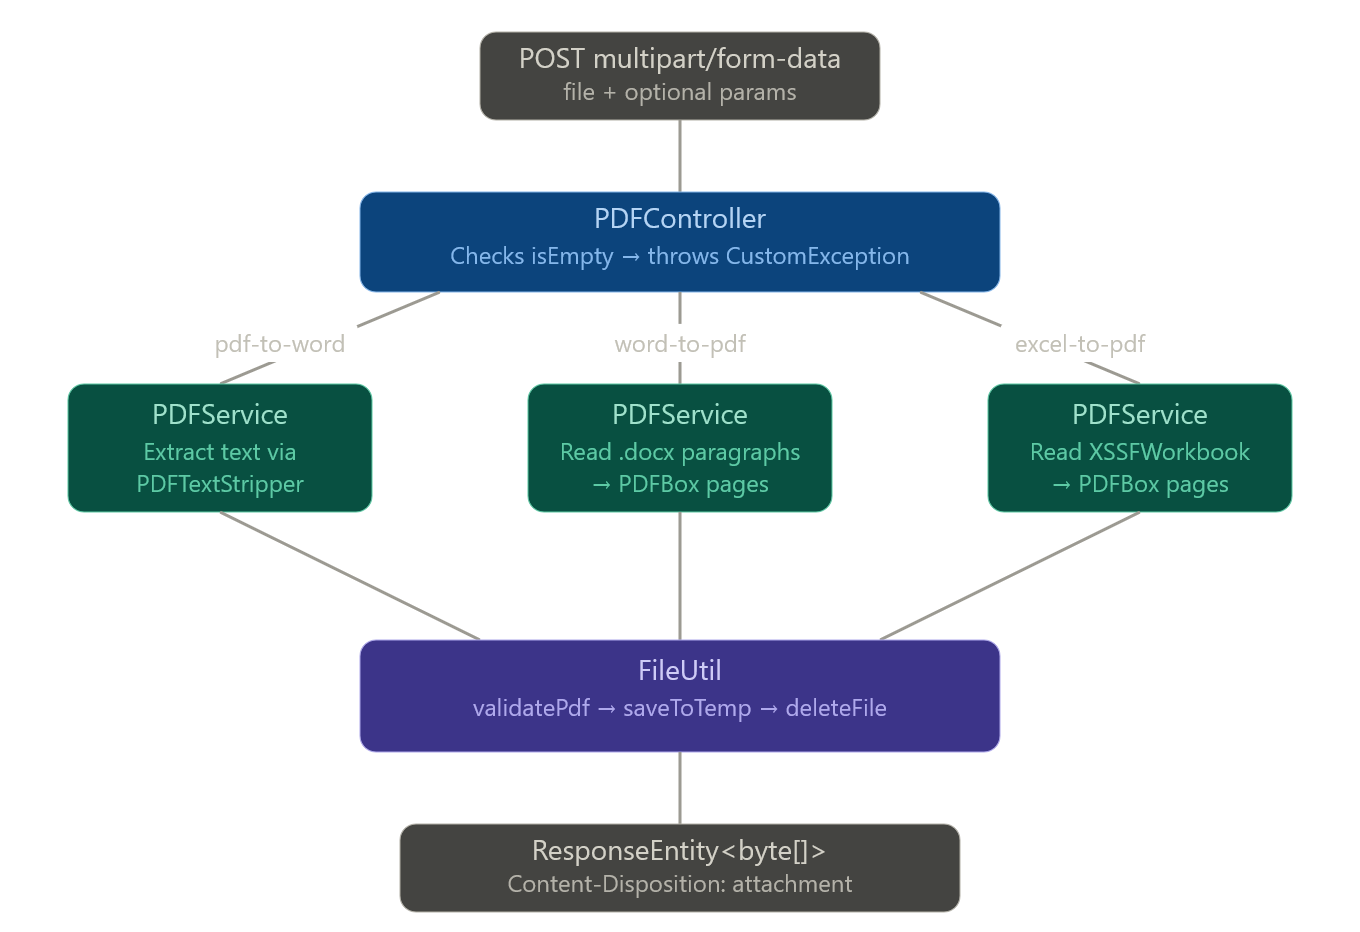 POST multipart/form-data
file + optional params
PDFController
Checks isEmpty → throws CustomException
pdf-to-word
word-to-pdf
excel-to-pdf
PDFService
Extract text via
PDFTextStripper
PDFService
Read .docx paragraphs
→ PDFBox pages
PDFService
Read XSSFWorkbook
→ PDFBox pages
FileUtil
validatePdf → saveToTemp → deleteFile
ResponseEntity<byte[]>
Content-Disposition: attachment